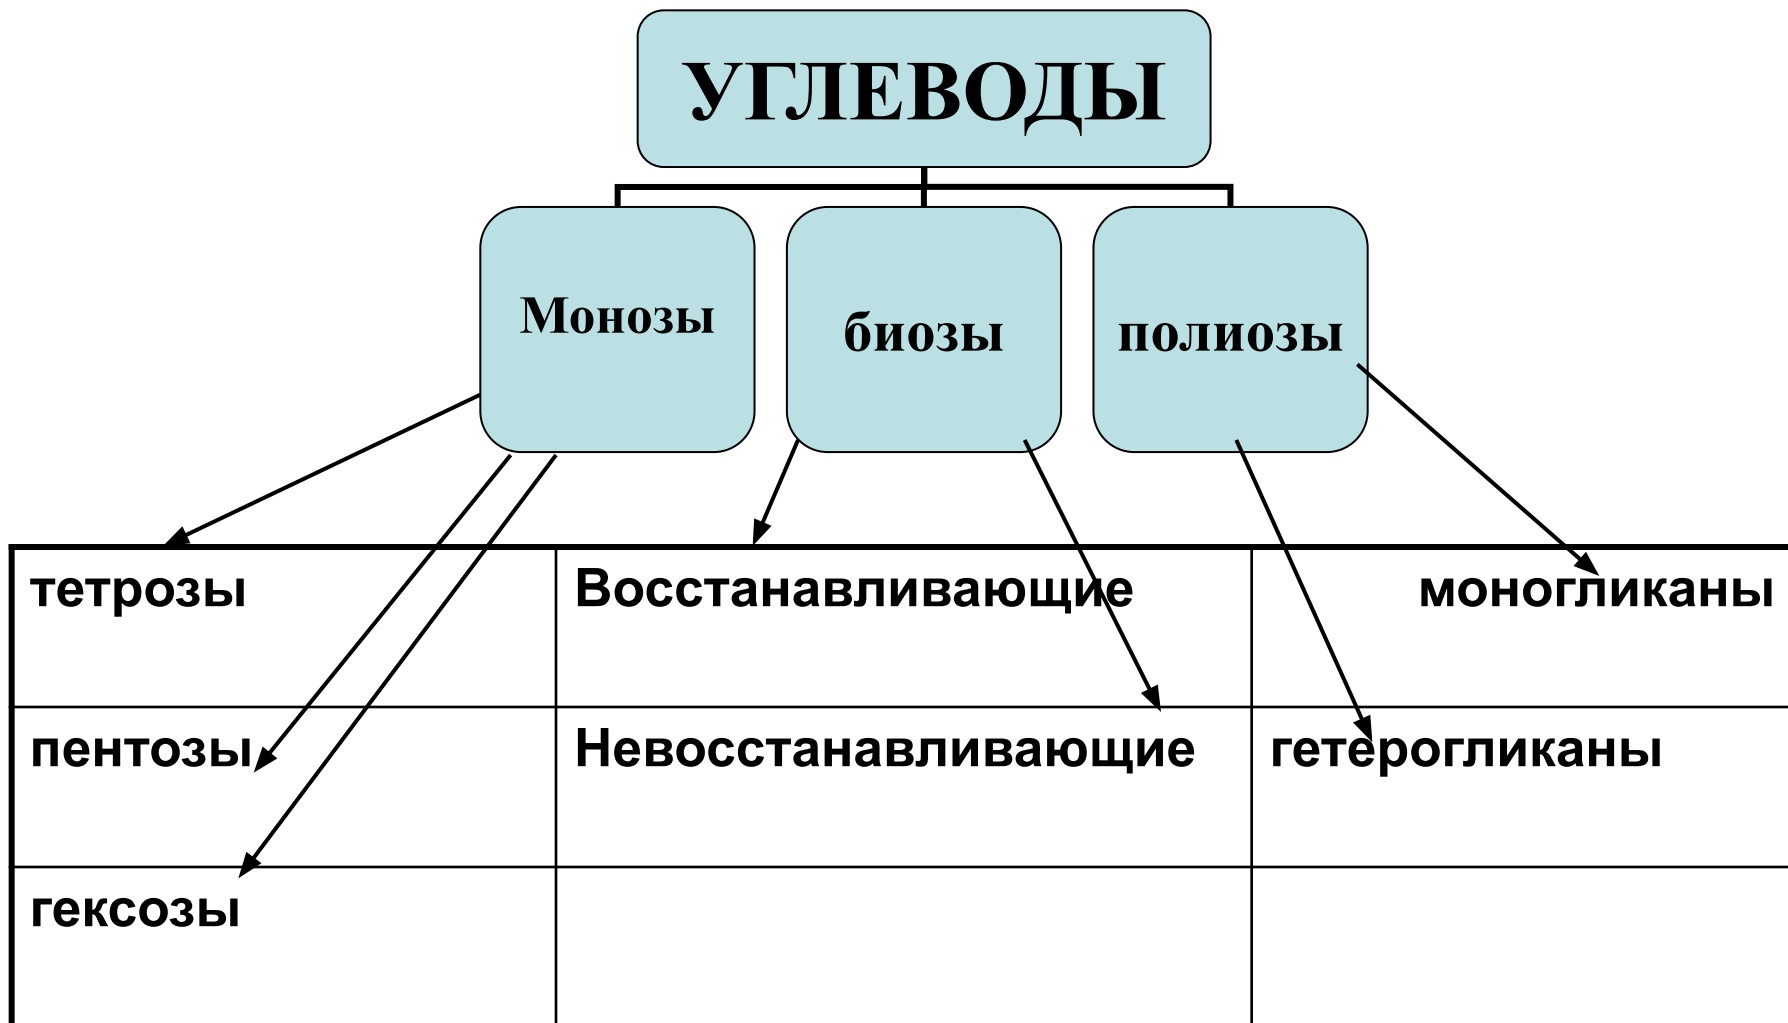 УГЛЕВОДЫ
Монозы
биозы
полиозы
тетрозы
Восстанавливающие
моногликаны
пентозы
Невосстанавливающие
гетерогликаны
гексозы